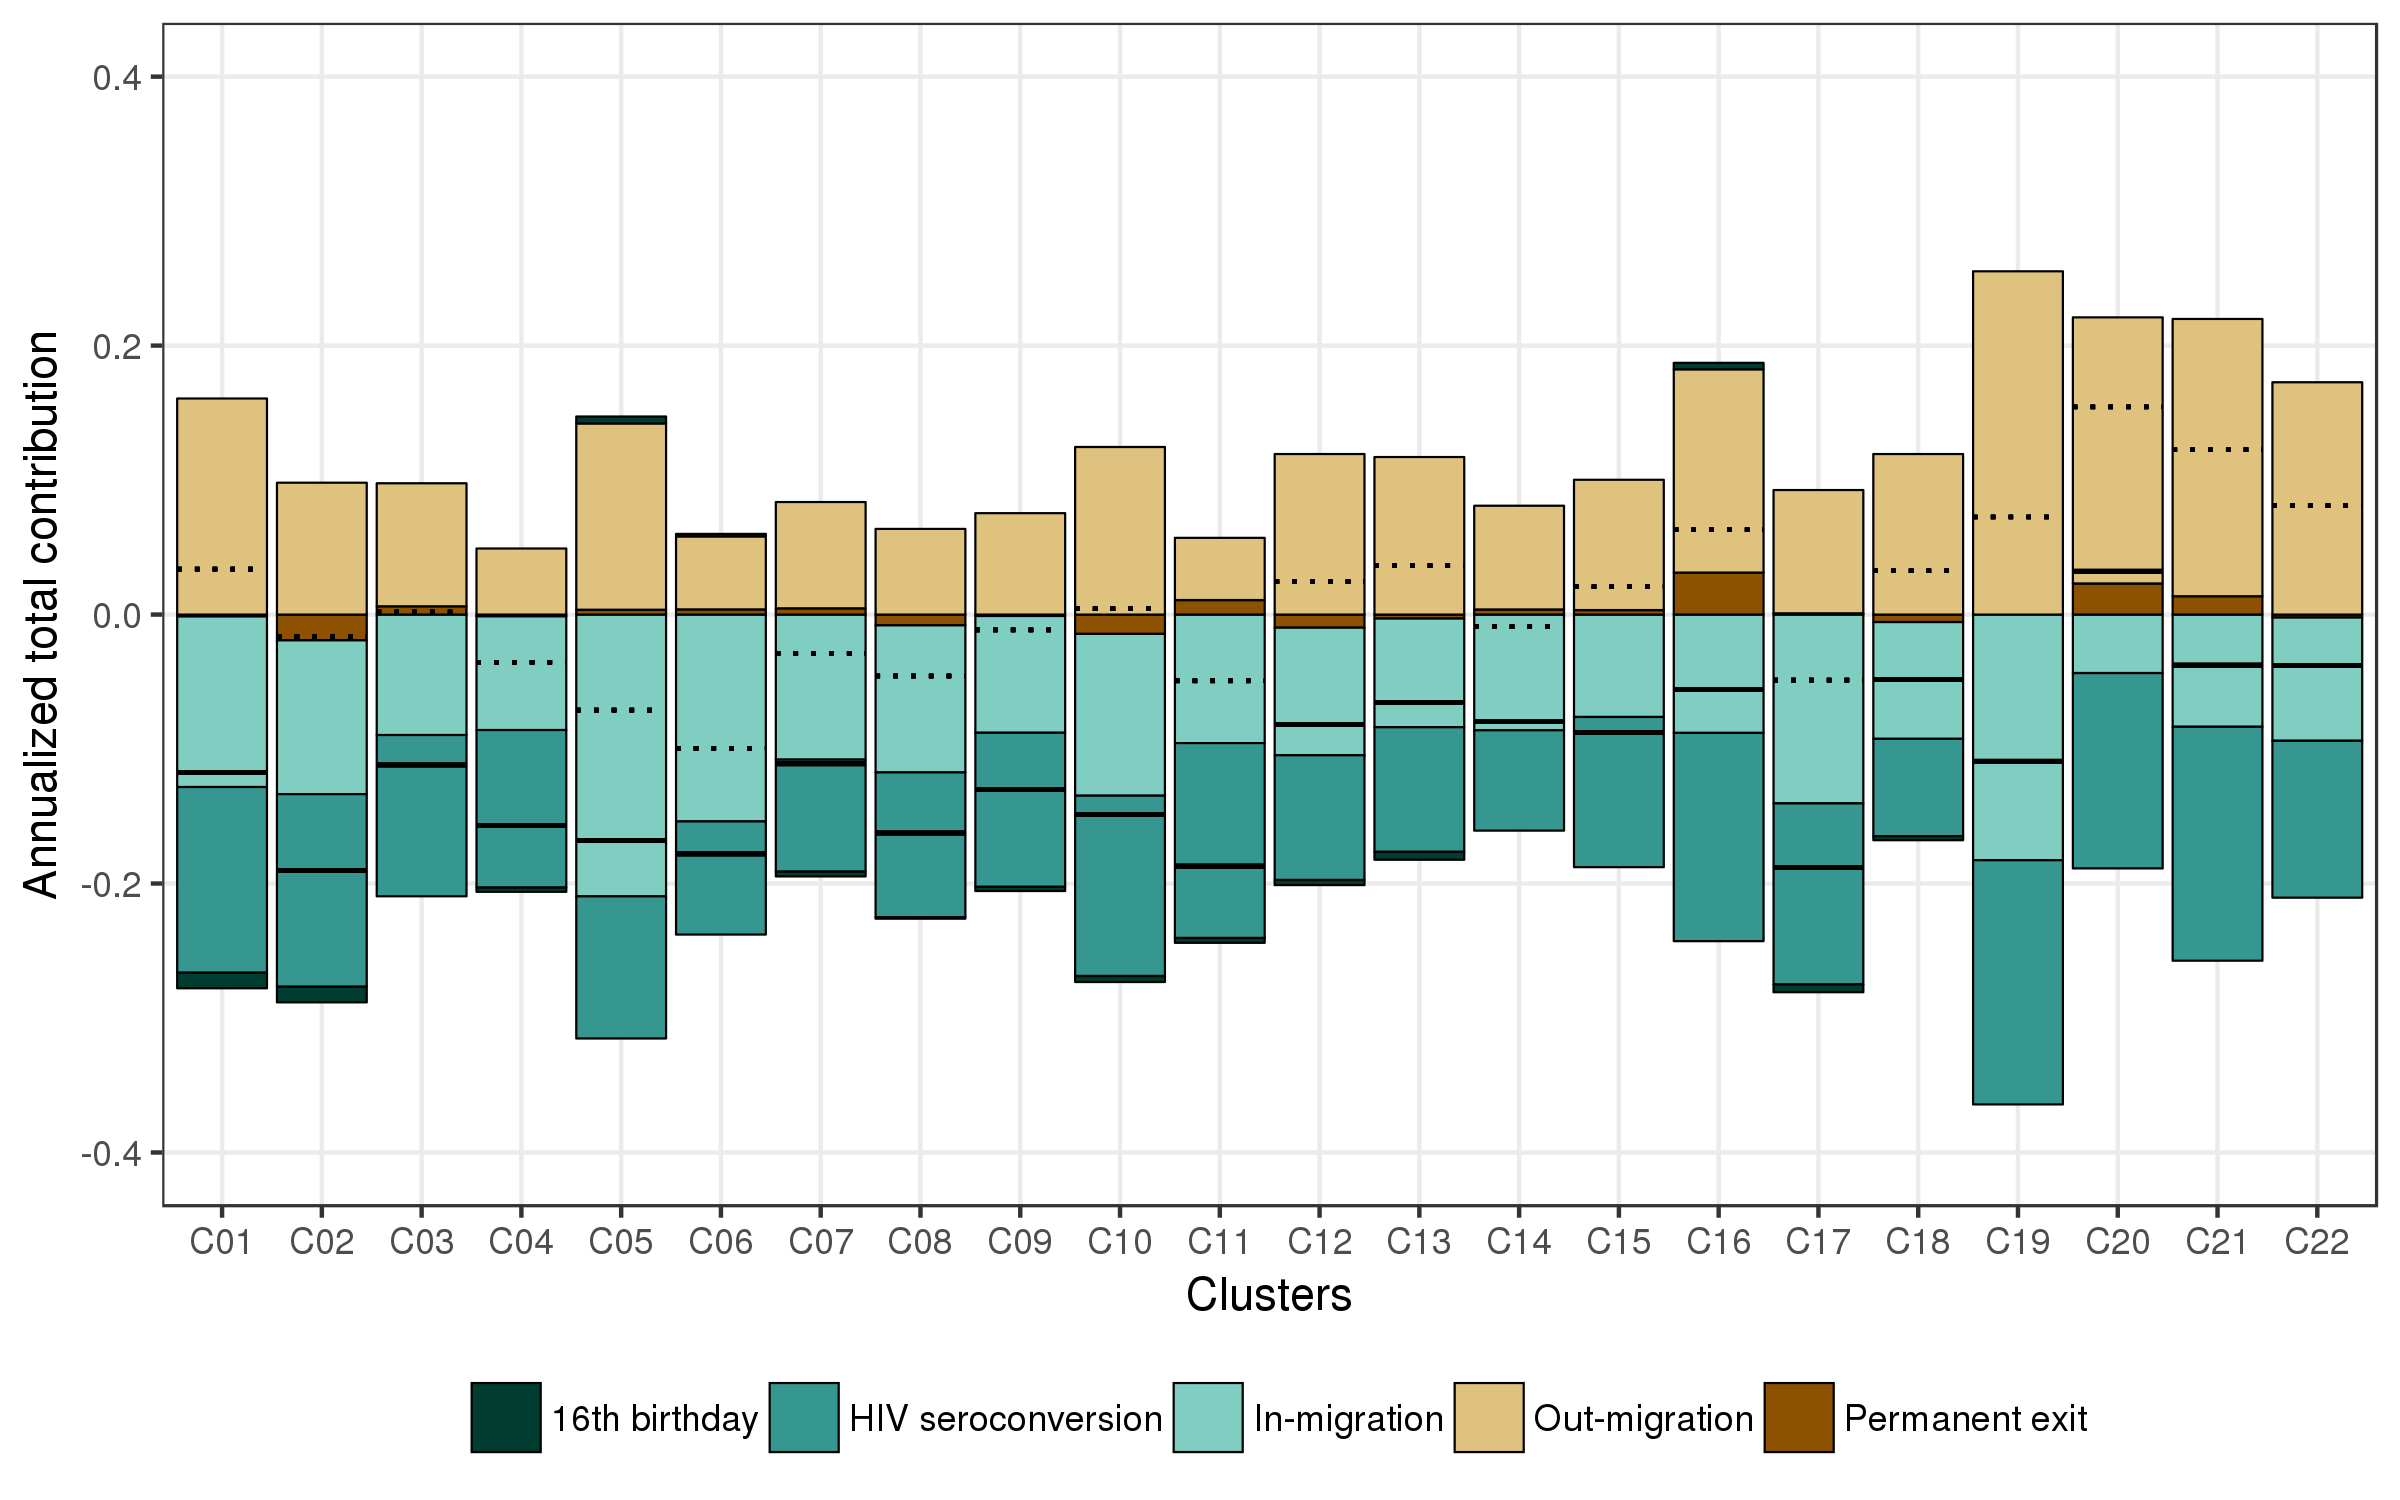 Annualized total contribution
0.4
0.2
0.0
-0.2
-0.4
C01 C02 C03 C04 C05 C06 C07 C08 C09 C10 C11 C12 C13 C14 C15 C16 C17 C18 C19 C20 C21 C22
Clusters
16th birthday HIV seroconversion In-migration Out-migration Permanent exit